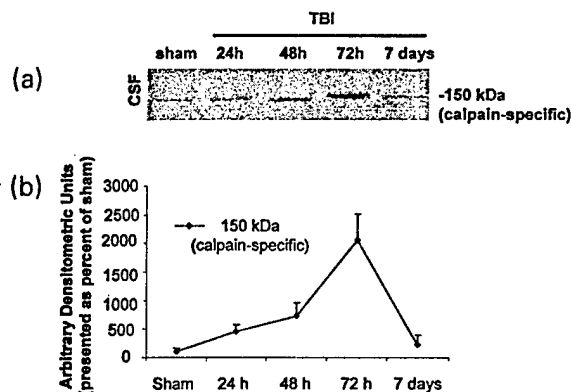 TBI
sham 24h 48h 72h 7 days
(a)
CSF
-150 kDa
(calpain-specific)
(b)
Arbitrary Densitometric Units
(presented as percent of sham)
3000
2500
2000
1500
1000
500
0
150 kDa
(calpain-specific)
Sham 24 h 48 h 72 h 7 days